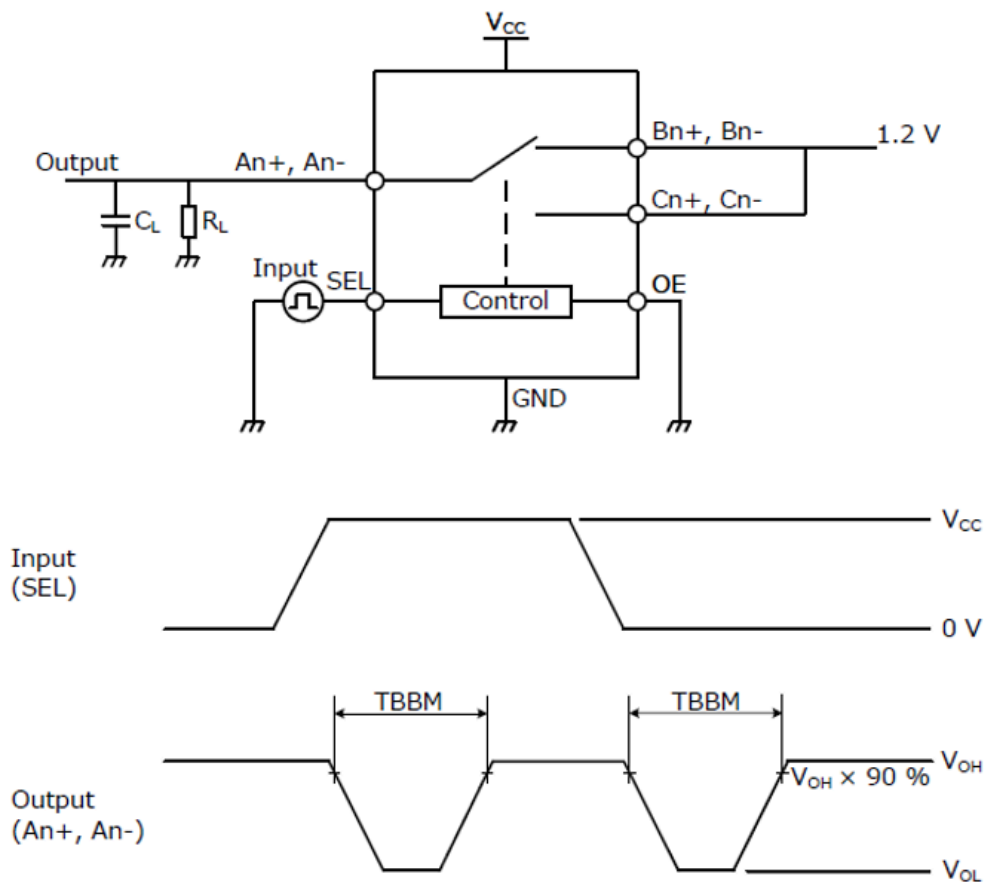 VCC
Bn+, Bn-
1.2 V
Output
An+, An-
Cn+, Cn-
CL
RL
Input
SEL
OE
Control
GND
VCC
Input
(SEL)
0 V
TBBM
TBBM
VOH
VOH × 90 %
Output
(An+, An-)
VOL